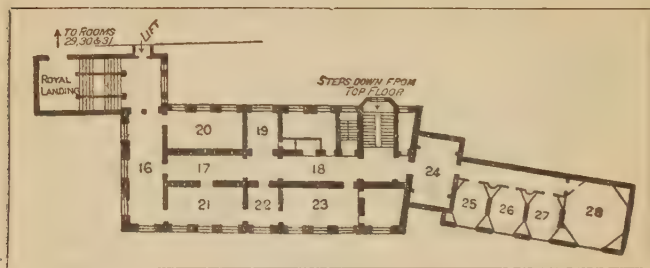 TO ROOMS
29, 30 & 31
LIFT
ROYAL
LANDING
STEPS DOWN FROM
TOP FLOOR
20
19
16
17
18
24
21
22
23
25
26
27
28